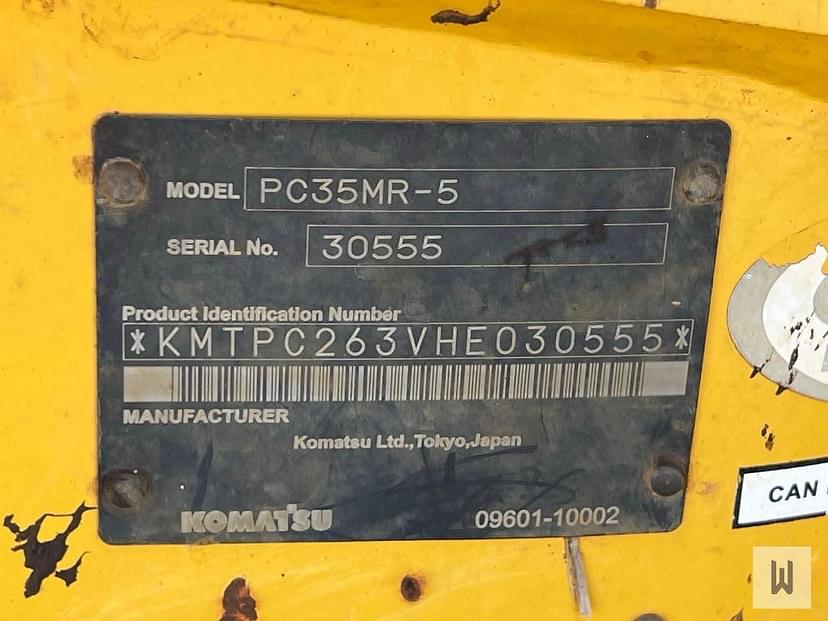 MODEL PC35MR-5
SERIAL No. 30555
Product Identification Number
*KMTPC263VHE030555*
MANUFACTURER
Komatsu Ltd.,Tokyo,Japan
KOMATSU 09601-10002
CAN
W